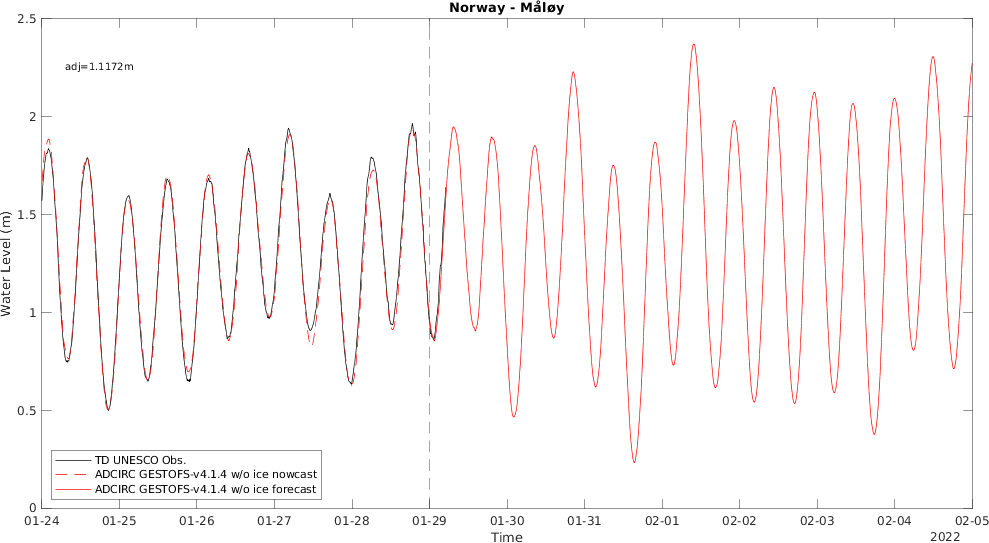 Norway - Måløy
2.5
adj=1.1172m
2
1.5
Water Level (m)
1
0.5
TD UNESCO Obs.
ADCIRC GESTOFS-v4.1.4 w/o ice nowcast
ADCIRC GESTOFS-v4.1.4 w/o ice forecast
0
01-24 01-25 01-26 01-27 01-28 01-29 01-30 01-31 02-01 02-02 02-03 02-04 02-05
Time
2022